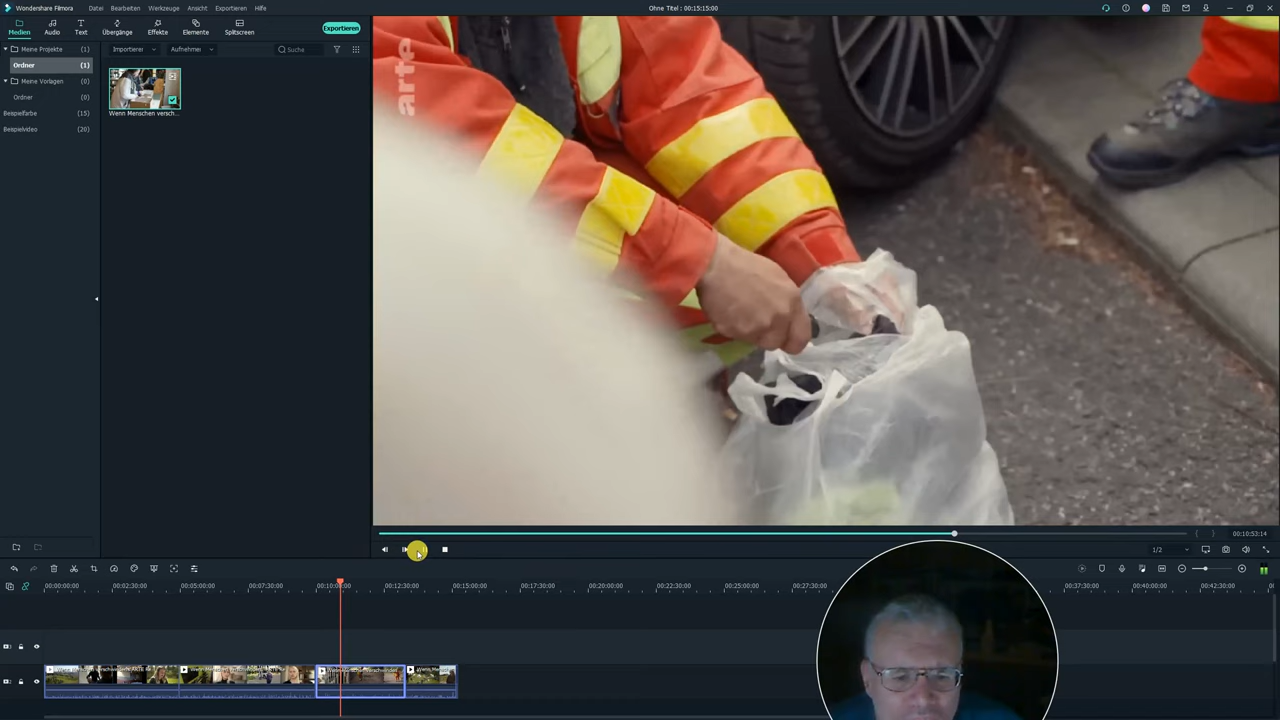 Wondershare Filmora
Datei
Bearbeiten
Werkzeuge
Ansicht
Exportieren
Hilfe
Ohne Titel : 00:15:15:00
Medien
Audio
Text
Übergänge
Effekte
Elemente
Splitscreen
Exportieren
Meine Projekte (1)
Ordner (1)
Meine Vorlagen (0)
Ordner (0)
Beispielfarbe (15)
Beispielvideo (20)
Importieren
Aufnehmen
Suche
Wenn Menschen versch...
arte
00:10:53:14
1/2
00:00:00:00
00:02:30:00
00:05:00:00
00:07:30:00
00:12:30:00
00:15:00:00
00:17:30:00
00:20:00:00
00:22:30:00
00:25:00:00
00:27:30:00
00:37:30:00
00:40:00:00
00:42:30:00